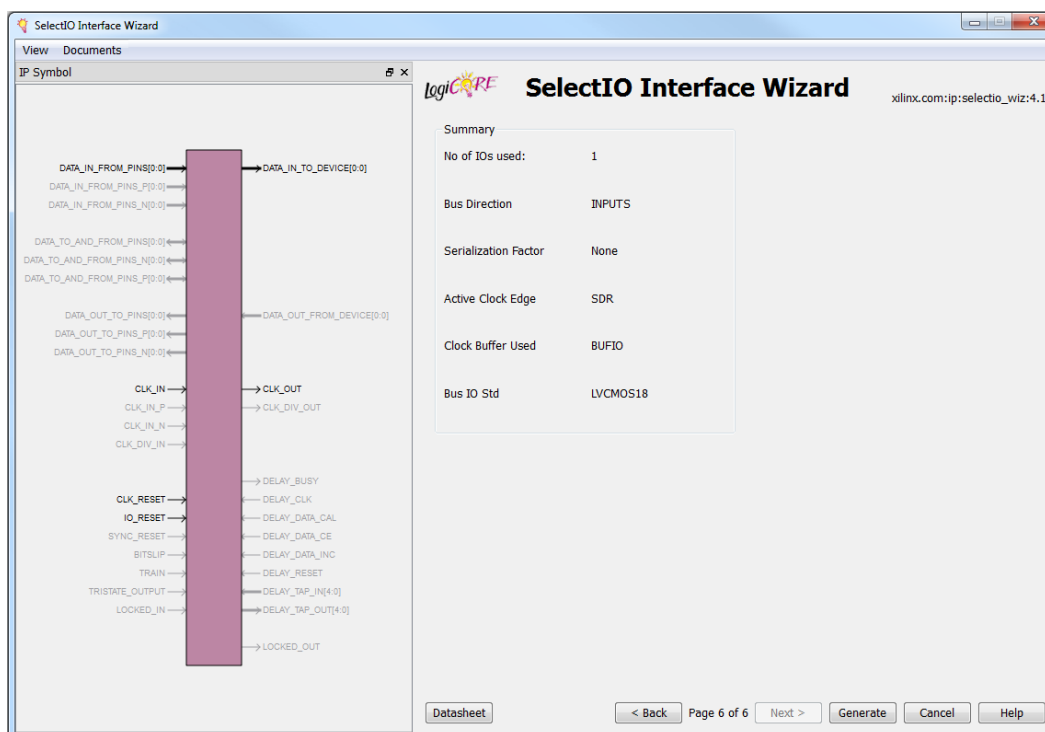 SelectIO Interface Wizard
View Documents
IP Symbol
DATA_IN_FROM_PINS[0:0]
DATA_IN_TO_DEVICE[0:0]
DATA_IN_FROM_PINS_P[0:0]
DATA_IN_FROM_PINS_N[0:0]
DATA_TO_AND_FROM_PINS[0:0]
DATA_TO_AND_FROM_PINS_N[0:0]
DATA_TO_AND_FROM_PINS_P[0:0]
DATA_OUT_TO_PINS[0:0]
DATA_OUT_FROM_DEVICE[0:0]
DATA_OUT_TO_PINS_P[0:0]
DATA_OUT_TO_PINS_N[0:0]
CLK_IN
CLK_OUT
CLK_IN_P
CLK_DIV_OUT
CLK_IN_N
CLK_DIV_IN
DELAY_BUSY
CLK_RESET
DELAY_CLK
IO_RESET
DELAY_DATA_CAL
SYNC_RESET
DELAY_DATA_CE
BITSLIP
DELAY_DATA_INC
TRAIN
DELAY_RESET
TRISTATE_OUTPUT
DELAY_TAP_IN[4:0]
LOCKED_IN
DELAY_TAP_OUT[4:0]
LOCKED_OUT
LogiCORE
SelectIO Interface Wizard
xilinx.com:ip:selectio_wiz:4.1
Summary
No of IOs used: 1
Bus Direction INPUTS
Serialization Factor None
Active Clock Edge SDR
Clock Buffer Used BUFIO
Bus IO Std LVCMOS18
Datasheet < Back Page 6 of 6 Next > Generate Cancel Help